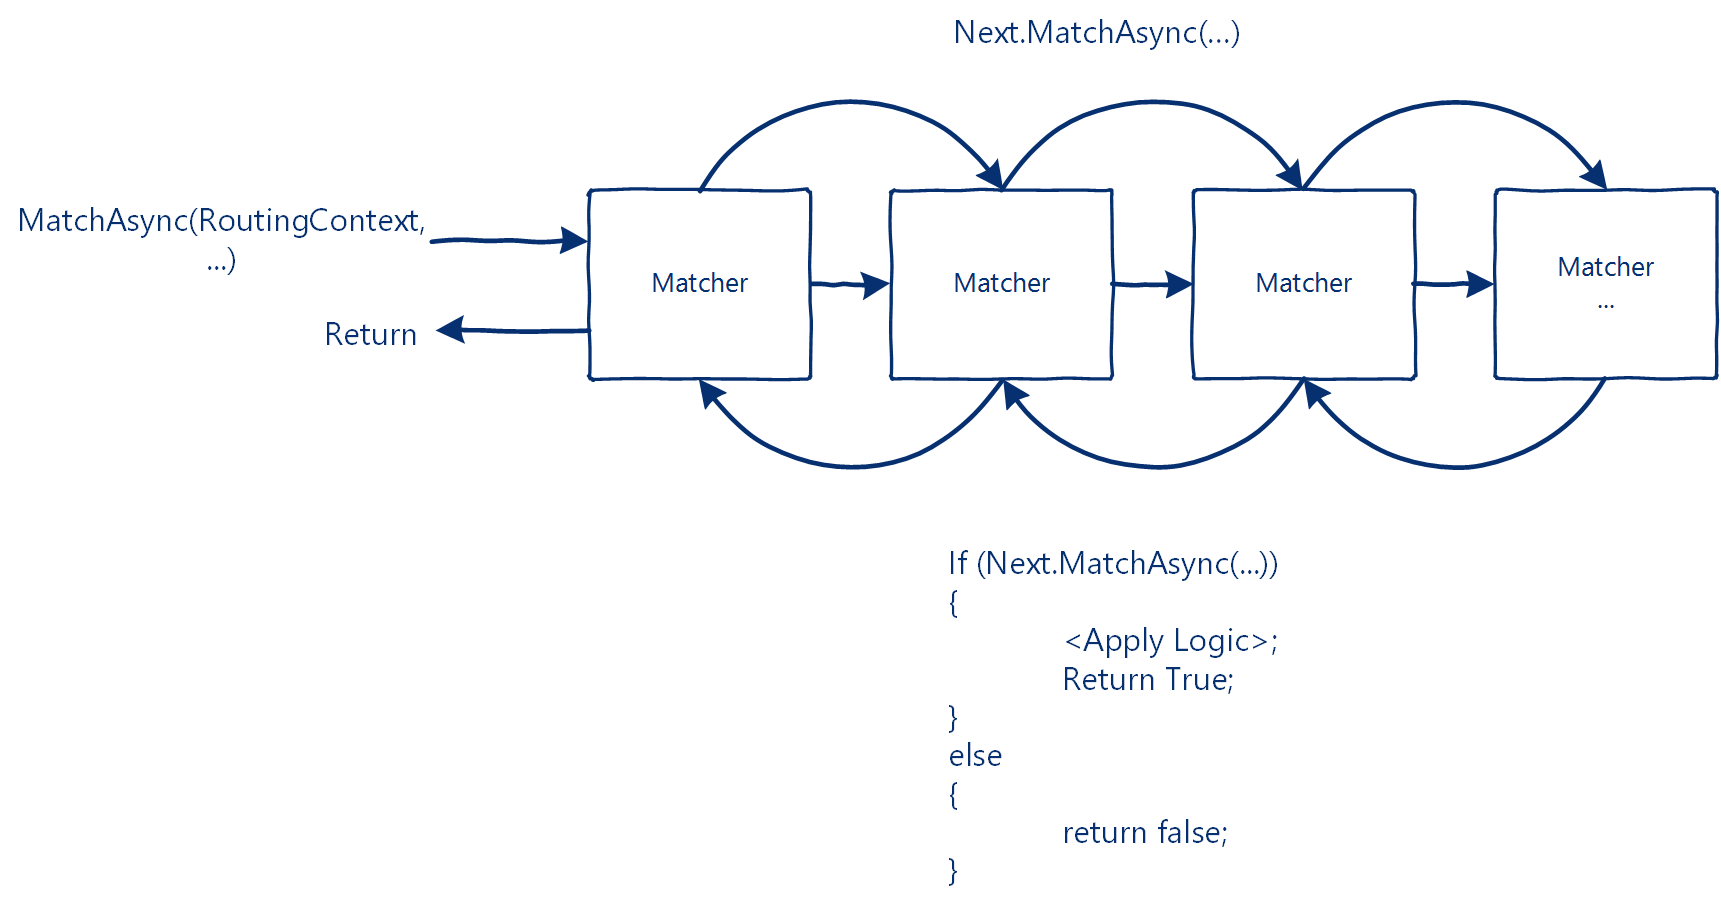 Next.MatchAsync(...)
MatchAsync(RoutingContext,
...)
Return
Matcher
Matcher
Matcher
Matcher
...
If (Next.MatchAsync(...))
{
<Apply Logic>;
Return True;
}
else
{
return false;
}